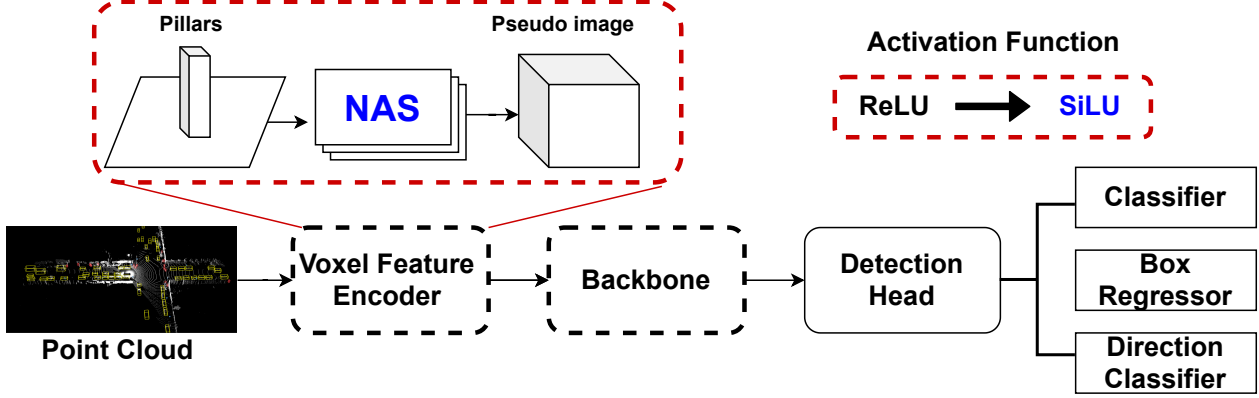 Pillars
Pseudo image
NAS
Activation Function
ReLU
SiLU
Point Cloud
Voxel Feature
Encoder
Backbone
Detection
Head
Classifier
Box
Regressor
Direction
Classifier